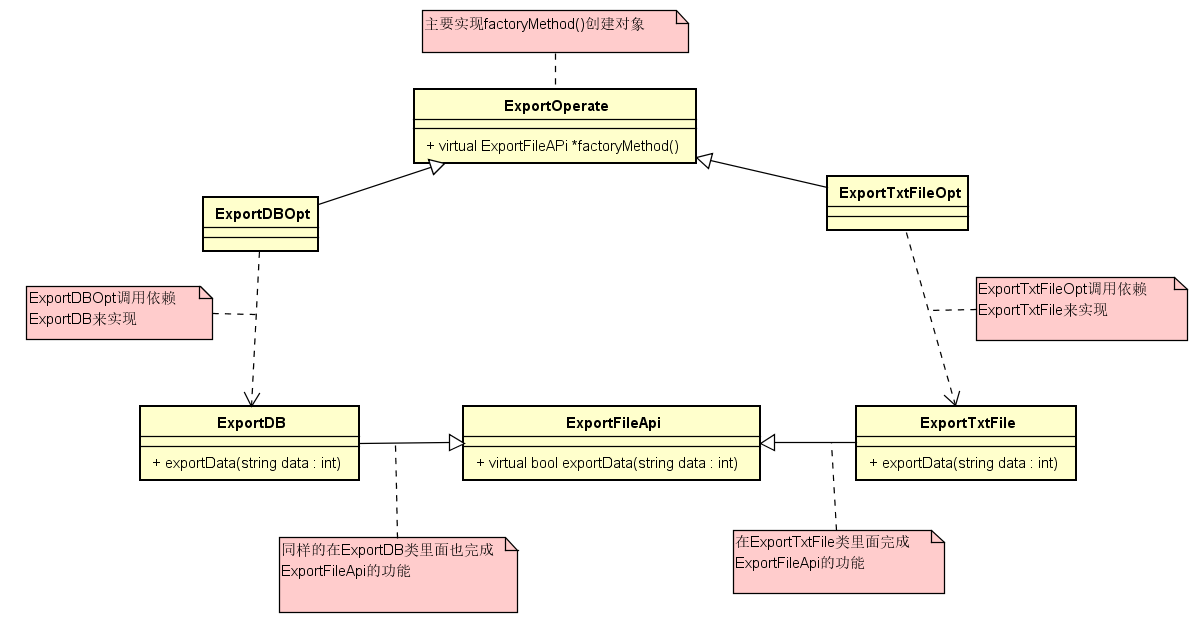 主要实现factoryMethod()创建对象
ExportOperate
+ virtual ExportFileAPi *factoryMethod()
ExportDBOpt
ExportTxtFileOpt
ExportDBOpt调用依赖
ExportDB来实现
ExportTxtFileOpt调用依赖
ExportTxtFile来实现
ExportDB
+ exportData(string data : int)
ExportFileApi
+ virtual bool exportData(string data : int)
ExportTxtFile
+ exportData(string data : int)
同样的在ExportDB类里面也完成
ExportFileApi的功能
在ExportTxtFile类里面完成
ExportFileApi的功能